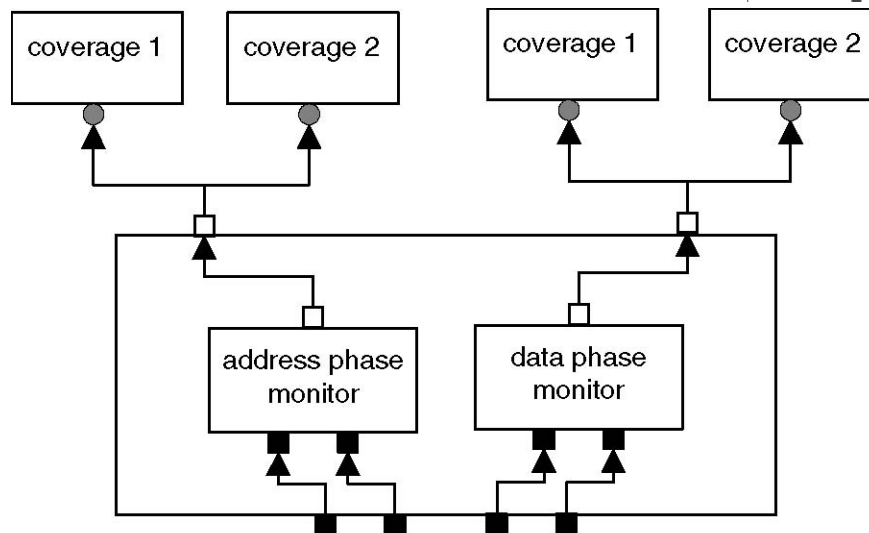 coverage 1
coverage 2
coverage 1
coverage 2
address phase
monitor
data phase
monitor